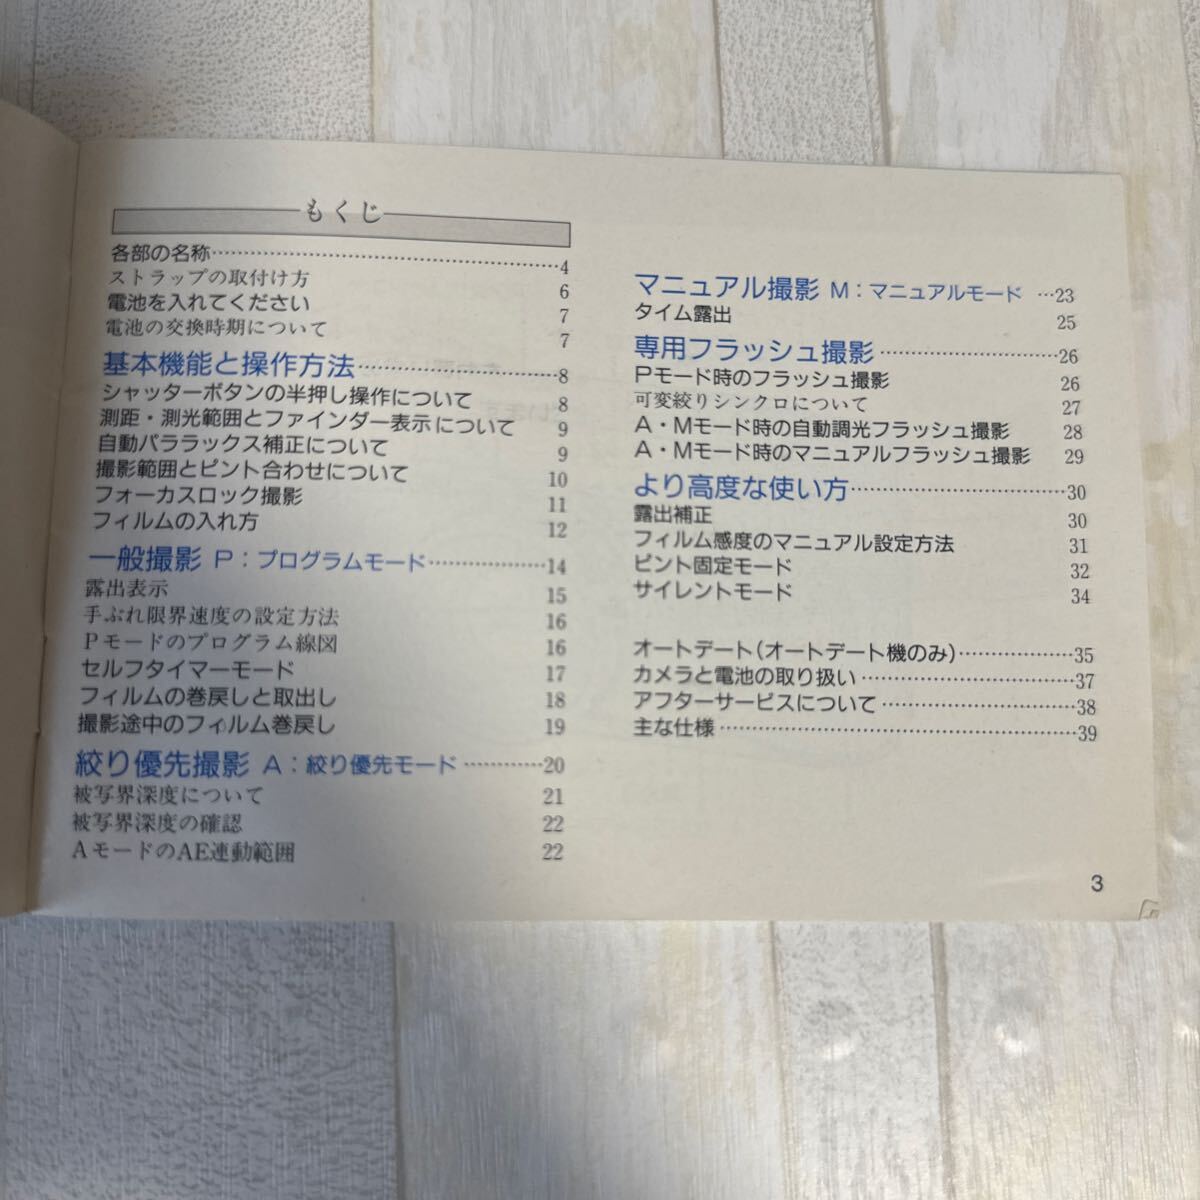 もくじ
各部の名称……………………………………4
ストラップの取付け方 6
電池を入れてください 7
電池の交換時期について 7
基本機能と操作方法……………………8
シャッターボタンの半押し操作について 8
測距・測光範囲とファインダー表示について 9
自動パララックス補正について 9
撮影範囲とピント合わせについて 10
フォーカスロック撮影 11
フィルムの入れ方 12
一般撮影 P：プログラムモード……………14
露出表示 15
手ぶれ限界速度の設定方法 16
Pモードのプログラム線図 16
セルフタイマーモード 17
フィルムの巻戻しと取出し 18
撮影途中のフィルム巻戻し 19
絞り優先撮影 A：絞り優先モード…………20
被写界深度について 21
被写界深度の確認 22
AモードのAE連動範囲 22
マニュアル撮影 M：マニュアルモード …23
タイム露出 25
専用フラッシュ撮影……………………26
Pモード時のフラッシュ撮影 26
可変絞りシンクロについて 27
A・Mモード時の自動調光フラッシュ撮影 28
A・Mモード時のマニュアルフラッシュ撮影 29
より高度な使い方…………………………30
露出補正 30
フィルム感度のマニュアル設定方法 31
ピント固定モード 32
サイレントモード 34
オートデート(オートデート機のみ)……………35
カメラと電池の取り扱い…………………………37
アフターサービスについて………………………38
主な仕様……………………………………………39
3